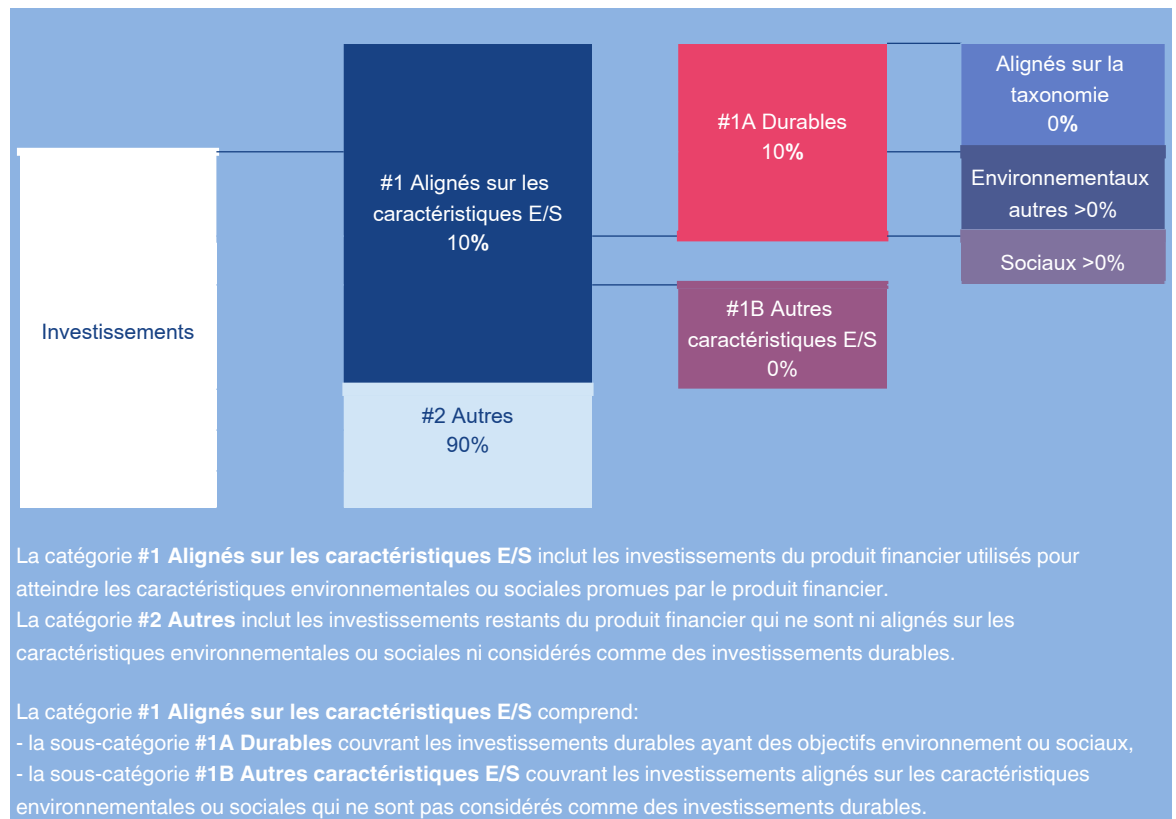 Investissements
#1 Alignés sur les
caractéristiques E/S
10%
#2 Autres
90%
#1A Durables
10%
#1B Autres
caractéristiques E/S
0%
Alignés sur la
taxonomie
0%
Environnementaux
autres >0%
Sociaux >0%
La catégorie #1 Alignés sur les caractéristiques E/S inclut les investissements du produit financier utilisés pour
atteindre les caractéristiques environnementales ou sociales promues par le produit financier.
La catégorie #2 Autres inclut les investissements restants du produit financier qui ne sont ni alignés sur les
caractéristiques environnementales ou sociales ni considérés comme des investissements durables.
La catégorie #1 Alignés sur les caractéristiques E/S comprend:
- la sous-catégorie #1A Durables couvrant les investissements durables ayant des objectifs environnement ou sociaux,
- la sous-catégorie #1B Autres caractéristiques E/S couvrant les investissements alignés sur les caractéristiques
environnementales ou sociales qui ne sont pas considérés comme des investissements durables.